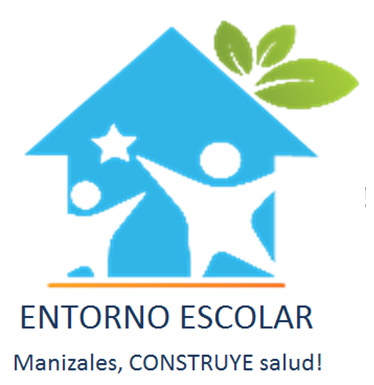 ENTORNO ESCOLAR
Manizales, CONSTRUYE salud!